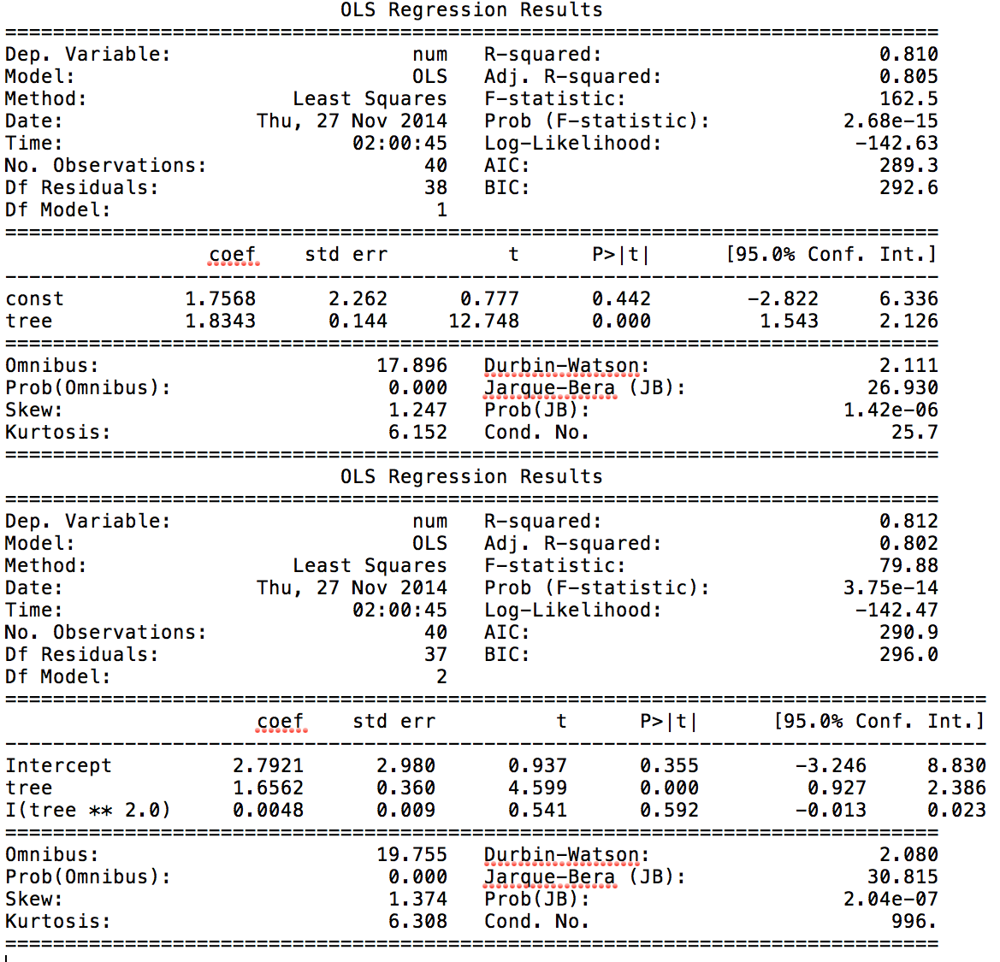 OLS Regression Results
==============================================================================
Dep. Variable:                    num   R-squared:                       0.810
Model:                            OLS   Adj. R-squared:                  0.805
Method:                 Least Squares   F-statistic:                     162.5
Date:                Thu, 27 Nov 2014   Prob (F-statistic):           2.68e-15
Time:                        02:00:45   Log-Likelihood:                -142.63
No. Observations:                  40   AIC:                             289.3
Df Residuals:                      38   BIC:                             292.6
Df Model:                           1
==============================================================================
coef    std err          t      P>|t|      [95.0% Conf. Int.]
------------------------------------------------------------------------------
const          1.7568      2.262      0.777      0.442        -2.822     6.336
tree           1.8343      0.144     12.748      0.000         1.543     2.126
==============================================================================
Omnibus:                       17.896   Durbin-Watson:                   2.111
Prob(Omnibus):                  0.000   Jarque-Bera (JB):               26.930
Skew:                           1.247   Prob(JB):                     1.42e-06
Kurtosis:                       6.152   Cond. No.                         25.7
==============================================================================
OLS Regression Results
==============================================================================
Dep. Variable:                    num   R-squared:                       0.812
Model:                            OLS   Adj. R-squared:                  0.802
Method:                 Least Squares   F-statistic:                     79.88
Date:                Thu, 27 Nov 2014   Prob (F-statistic):           3.75e-14
Time:                        02:00:45   Log-Likelihood:                -142.47
No. Observations:                  40   AIC:                             290.9
Df Residuals:                      37   BIC:                             296.0
Df Model:                           2
==================================================================================
coef    std err          t      P>|t|      [95.0% Conf. Int.]
----------------------------------------------------------------------------------
Intercept          2.7921      2.980      0.937      0.355        -3.246     8.830
tree               1.6562      0.360      4.599      0.000         0.927     2.386
I(tree ** 2.0)     0.0048      0.009      0.541      0.592        -0.013     0.023
==============================================================================
Omnibus:                       19.755   Durbin-Watson:                   2.080
Prob(Omnibus):                  0.000   Jarque-Bera (JB):               30.815
Skew:                           1.374   Prob(JB):                     2.04e-07
Kurtosis:                       6.308   Cond. No.                         996.
==============================================================================